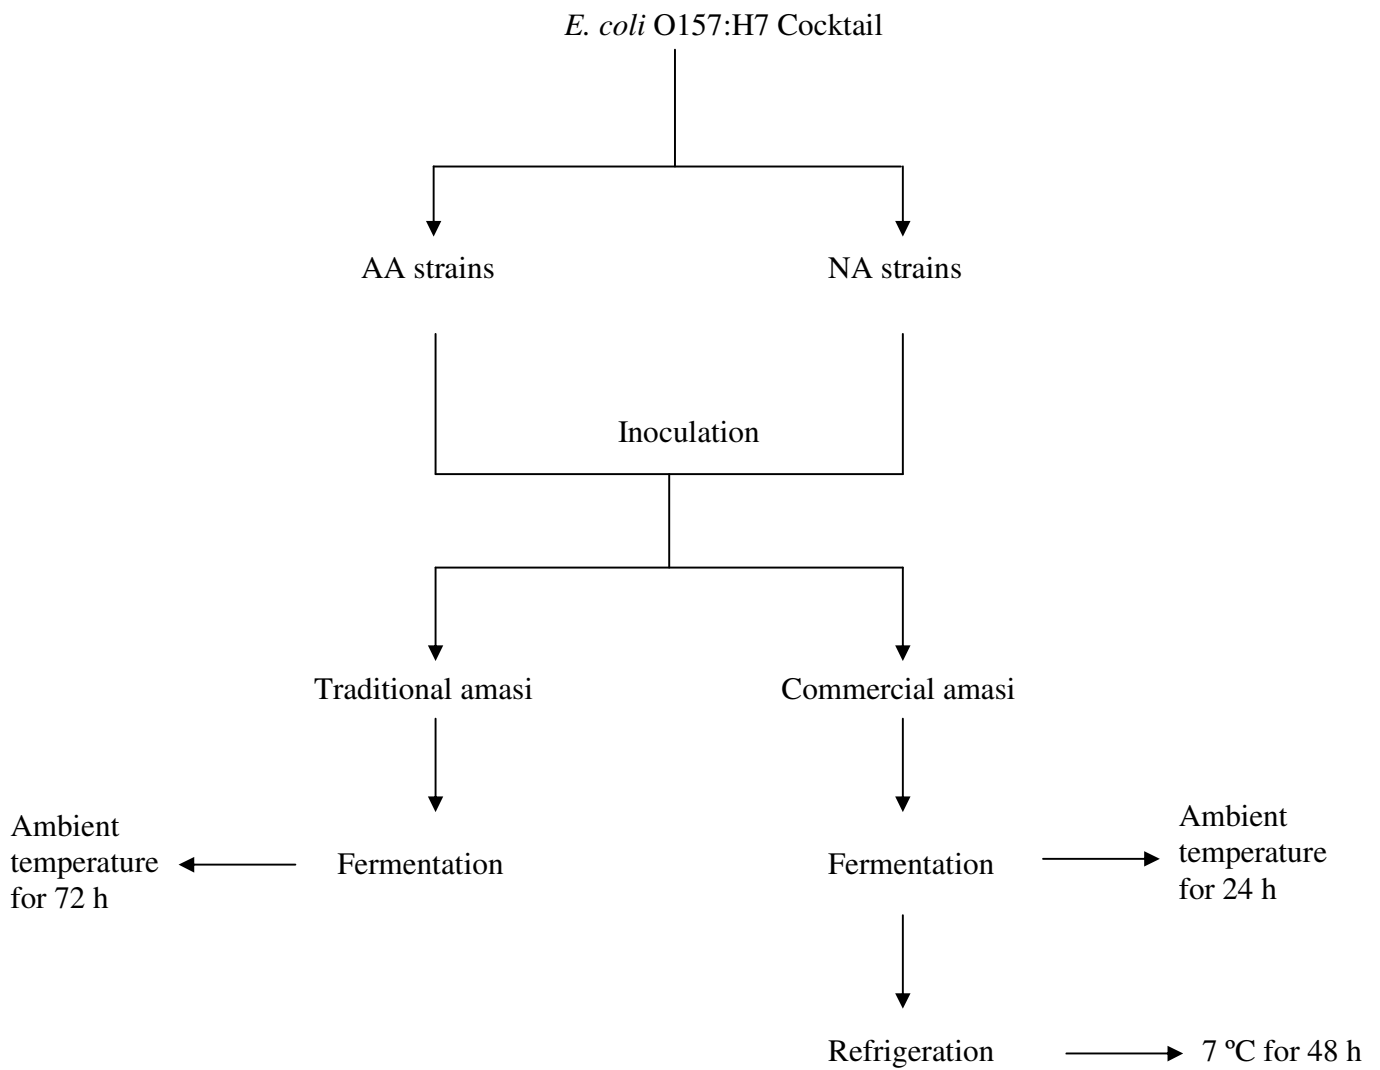 E. coli O157:H7 Cocktail
AA strains
NA strains
Inoculation
Traditional amasi
Commercial amasi
Ambient
temperature
for 72 h
Fermentation
Fermentation
Ambient
temperature
for 24 h
Refrigeration
7 ºC for 48 h